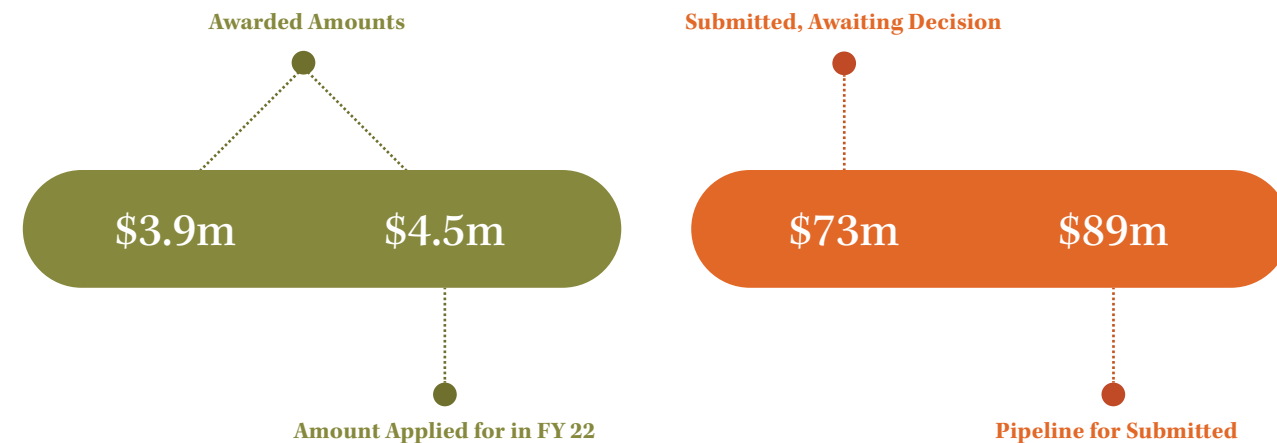 Awarded Amounts
Submitted, Awaiting Decision
$3.9m
$4.5m
$73m
$89m
Amount Applied for in FY 22
Pipeline for Submitted